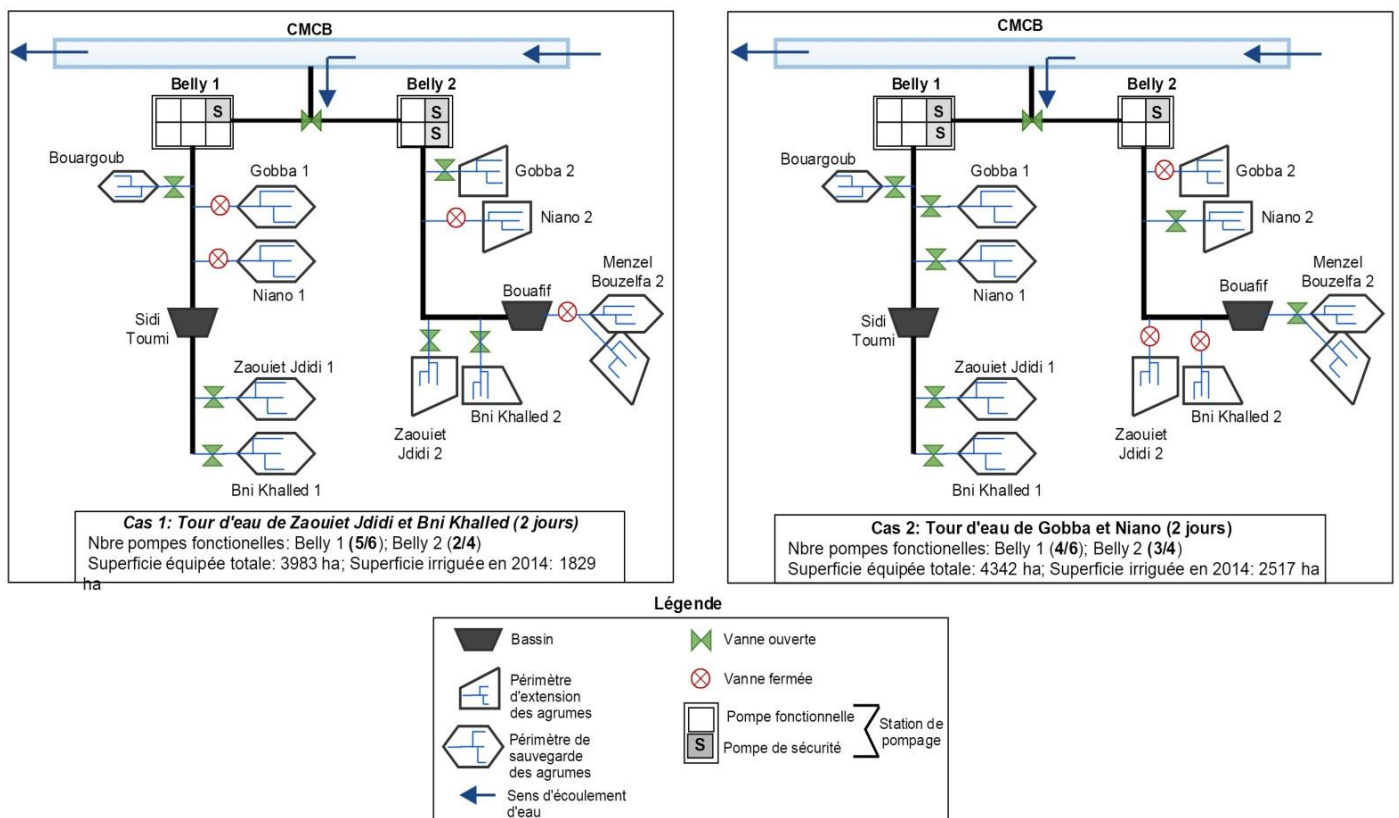 CMCB
Belly 1
Belly 2
S
S
S
Bouargoub
Gobba 1
Gobba 2
Niano 2
Niano 1
Menzel
Bouzelfa 2
Bouafif
Sidi
Toumi
Zaouiet Jdidi 1
Bni Khalled 2
Zaouiet
Jdidi 2
Bni Khalled 1
Cas 1: Tour d'eau de Zaouiet Jdidi et Bni Khalled (2 jours)
Nbre pompes fonctionelles: Belly 1 (5/6); Belly 2 (2/4)
Superficie équipée totale: 3983 ha; Superficie irriguée en 2014: 1829
ha
CMCB
Belly 1
Belly 2
S
S
S
Bouargoub
Gobba 1
Gobba 2
Niano 2
Niano 1
Menzel
Bouzelfa 2
Bouafif
Sidi
Toumi
Zaouiet Jdidi 1
Bni Khalled 2
Zaouiet
Jdidi 2
Bni Khalled 1
Cas 2: Tour d'eau de Gobba et Niano (2 jours)
Nbre pompes fonctionelles: Belly 1 (4/6); Belly 2 (3/4)
Superficie équipée totale: 4342 ha; Superficie irriguée en 2014: 2517 ha
Légende
Bassin
Périmètre
d'extension
des agrumes
Périmètre de
sauvegarde
des agrumes
Sens d'écoulement
d'eau
Vanne ouverte
Vanne fermée
Pompe fonctionnelle
S
Pompe de sécurité
Station de
pompage